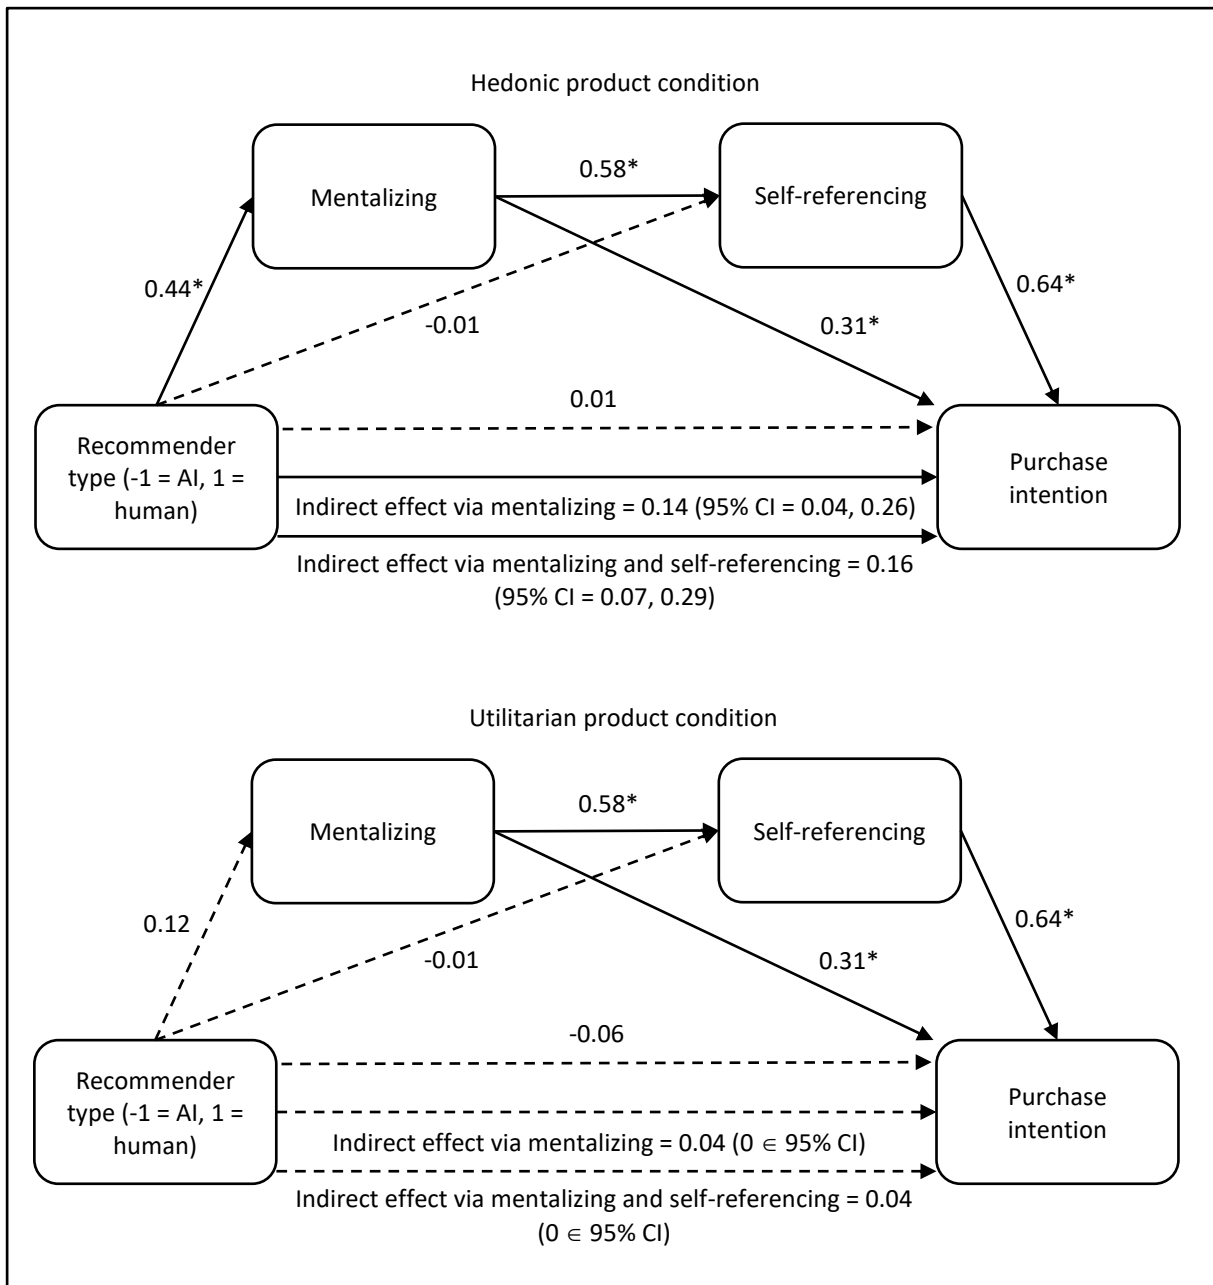 Hedonic product condition
Mentalizing
0.58*
Self-referencing
0.44*
-0.01
0.31*
0.64*
0.01
Recommender
type (-1 = AI, 1 =
human)
Purchase
intention
Indirect effect via mentalizing = 0.14 (95% CI = 0.04, 0.26)
Indirect effect via mentalizing and self-referencing = 0.16
(95% CI = 0.07, 0.29)
Utilitarian product condition
Mentalizing
0.58*
Self-referencing
0.12
-0.01
0.31*
0.64*
-0.06
Recommender
type (-1 = AI, 1 =
human)
Purchase
intention
Indirect effect via mentalizing = 0.04 (0 ∈ 95% CI)
Indirect effect via mentalizing and self-referencing = 0.04
(0 ∈ 95% CI)